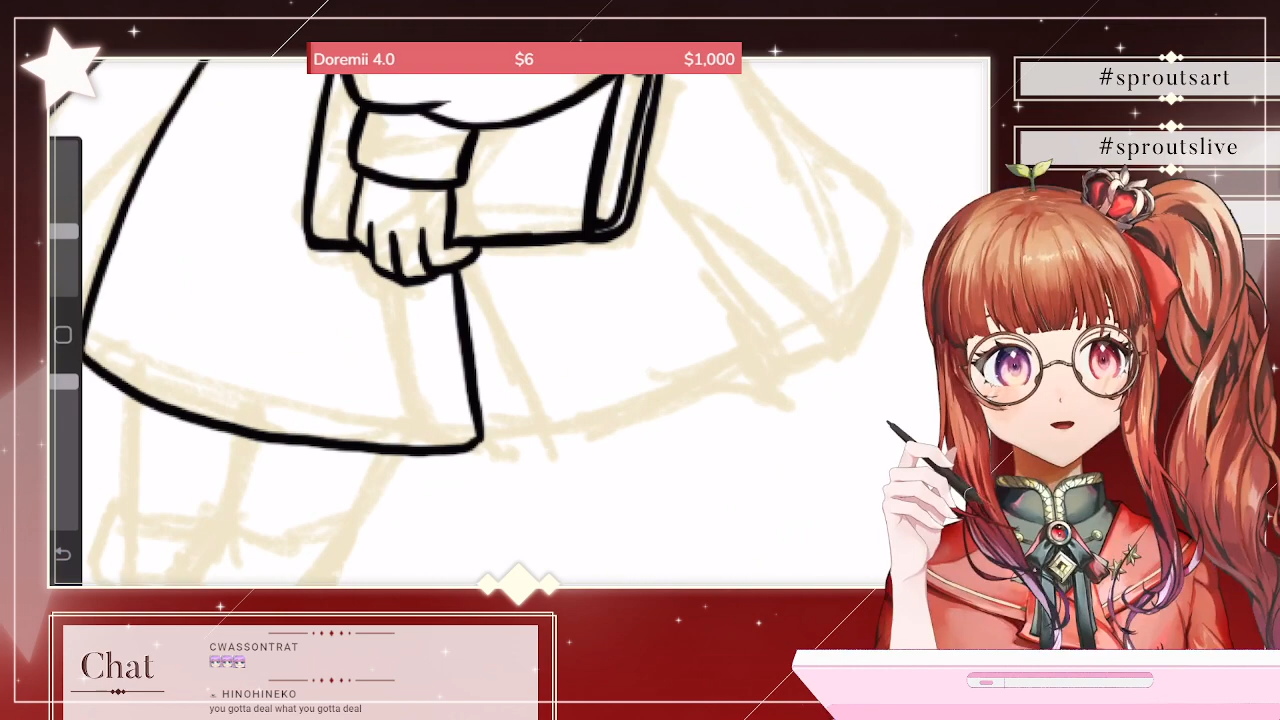 Doremii 4.0 $6 $1,000
#sproutsart
#sproutslive
Chat
CWASSONTRAT
HINOHINEKO
you gotta deal what you gotta deal